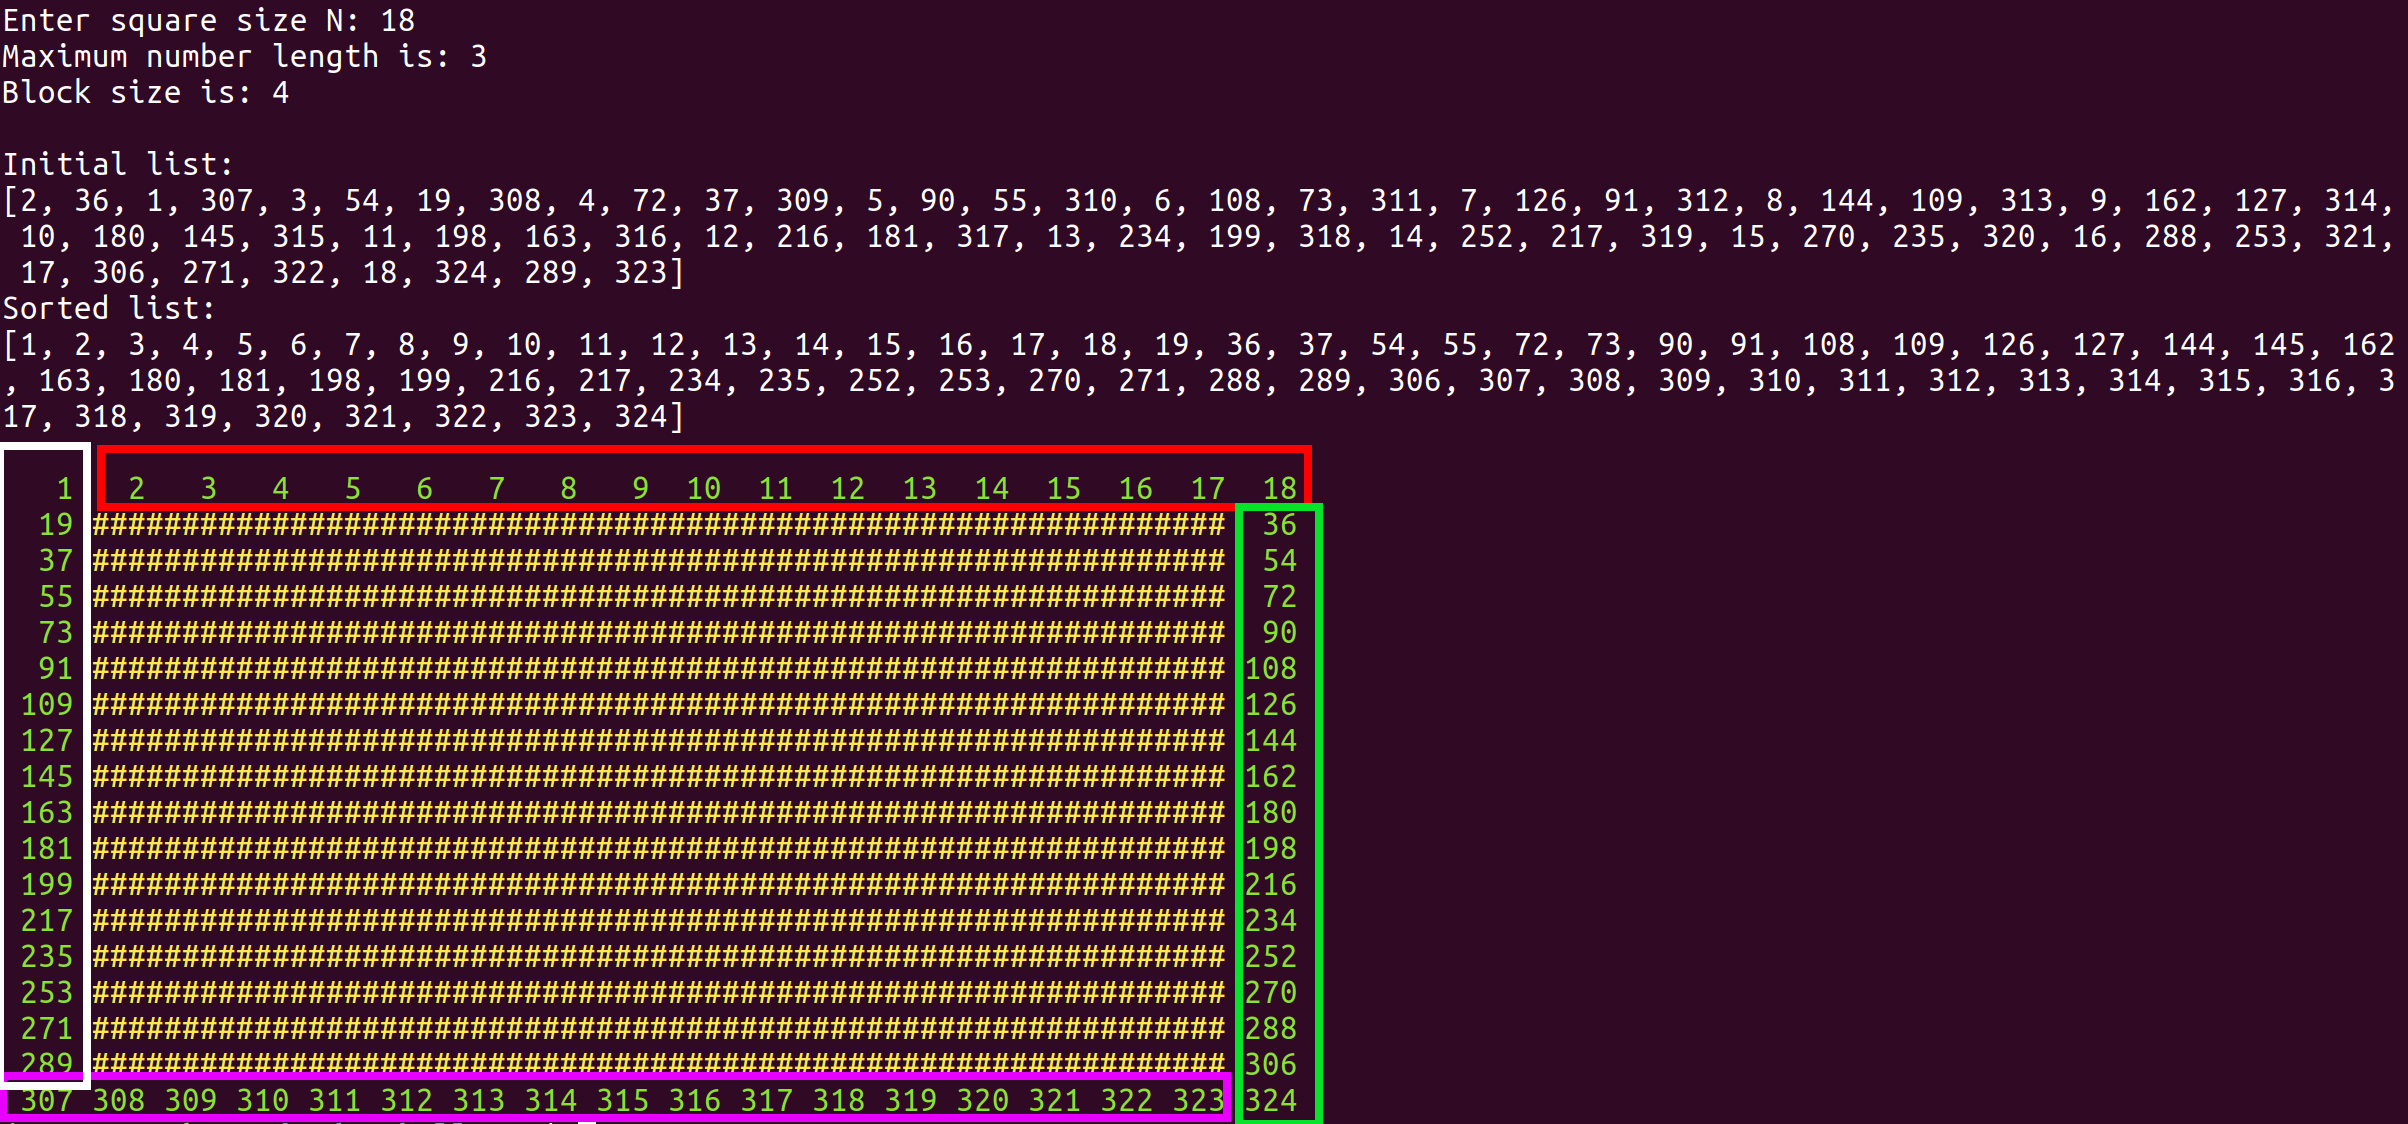 Enter square size N: 18
Maximum number length is: 3
Block size is: 4
Initial list:
[2, 36, 1, 307, 3, 54, 19, 308, 4, 72, 37, 309, 5, 90, 55, 310, 6, 108, 73, 311, 7, 126, 91, 312, 8, 144, 109, 313, 9, 162, 127, 314,
10, 180, 145, 315, 11, 198, 163, 316, 12, 216, 181, 317, 13, 234, 199, 318, 14, 252, 217, 319, 15, 270, 235, 320, 16, 288, 253, 321,
17, 306, 271, 322, 18, 324, 289, 323]
Sorted list:
[1, 2, 3, 4, 5, 6, 7, 8, 9, 10, 11, 12, 13, 14, 15, 16, 17, 18, 19, 36, 37, 54, 55, 72, 73, 90, 91, 108, 109, 126, 127, 144, 145, 162
, 163, 180, 181, 198, 199, 216, 217, 234, 235, 252, 253, 270, 271, 288, 289, 306, 307, 308, 309, 310, 311, 312, 313, 314, 315, 316, 3
17, 318, 319, 320, 321, 322, 323, 324]
1 2 3 4 5 6 7 8 9 10 11 12 13 14 15 16 17 18
19 ############################################################### 36
37 ############################################################### 54
55 ############################################################### 72
73 ############################################################### 90
91 ############################################################### 108
109 ############################################################### 126
127 ############################################################### 144
145 ############################################################### 162
163 ############################################################### 180
181 ############################################################### 198
199 ############################################################### 216
217 ############################################################### 234
235 ############################################################### 252
253 ############################################################### 270
271 ############################################################### 288
289 ############################################################### 306
307 308 309 310 311 312 313 314 315 316 317 318 319 320 321 322 323 324